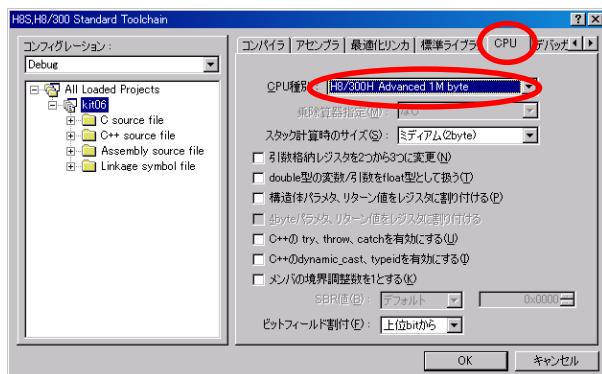 H8S,H8/300 Standard Toolchain
コンフィグレーション :
Debug
All Loaded Projects
kit06
C source file
C++ source file
Assembly source file
Linkage symbol file
コンパイラ アセンブラ 最適化リンカ 標準ライブラ CPU デバッガ
CPU種別 H8/300H Advanced 1M byte
乗除算器指定(M) : なし
スタック計算時のサイズ(S) : ミディアム(2byte)
引数格納レジスタを2つから3つに変更(N)
double型の変数/引数をfloat型として扱う(T)
構造体パラメタ、リターン値をレジスタに割り付ける(P)
4byteパラメタ、リターン値をレジスタに割り付ける
C++の try、throw、catchを有効にする(U)
C++のdynamic_cast、typeidを有効にする(I)
メンバの境界調整数を1とする(K)
SBR値(B) : デフォルト 0x0000
ビットフィールド割付(F) : 上位bitから
OK キャンセル